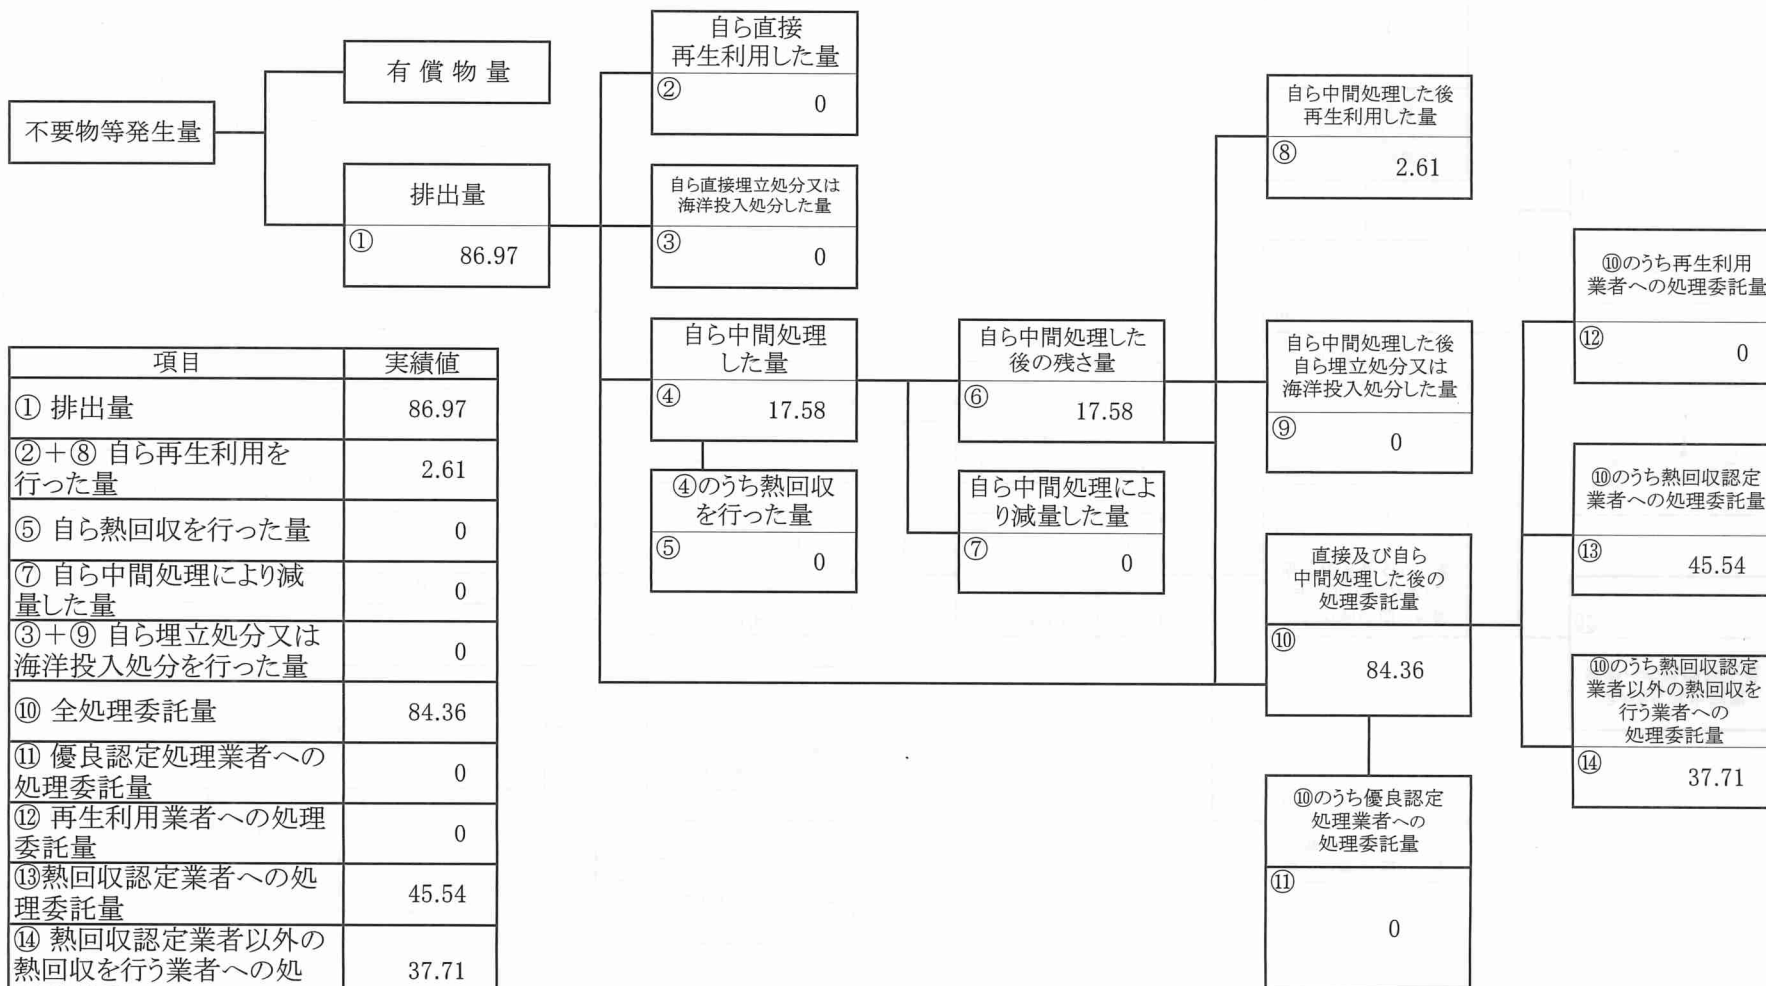 不要物等発生量
有償物量
排出量
①
86.97
自ら直接
再生利用した量
②
0
自ら直接埋立処分又は
海洋投入処分した量
③
0
自ら中間処理
した量
④
17.58
④のうち熱回収
を行った量
⑤
0
自ら中間処理した
後の残さ量
⑥
17.58
自ら中間処理によ
り減量した量
⑦
0
自ら中間処理した後
再生利用した量
⑧
2.61
自ら中間処理した後
自ら埋立処分又は
海洋投入処分した量
⑨
0
直接及び自ら
中間処理した後の
処理委託量
⑩
84.36
⑩のうち優良認定
処理業者への
処理委託量
⑪
0
⑩のうち再生利用
業者への処理委託量
⑫
0
⑩のうち熱回収認定
業者への処理委託量
⑬
45.54
⑩のうち熱回収認定
業者以外の熱回収を
行う業者への
処理委託量
⑭
37.71
項目 実績値
① 排出量 86.97
②＋⑧ 自ら再生利用を
行った量 2.61
⑤ 自ら熱回収を行った量 0
⑦ 自ら中間処理により減
量した量 0
③＋⑨ 自ら埋立処分又は
海洋投入処分を行った量 0
⑩ 全処理委託量 84.36
⑪ 優良認定処理業者への
処理委託量 0
⑫ 再生利用業者への処理
委託量 0
⑬熱回収認定業者への処
理委託量 45.54
⑭ 熱回収認定業者以外の
熱回収を行う業者への処 37.71